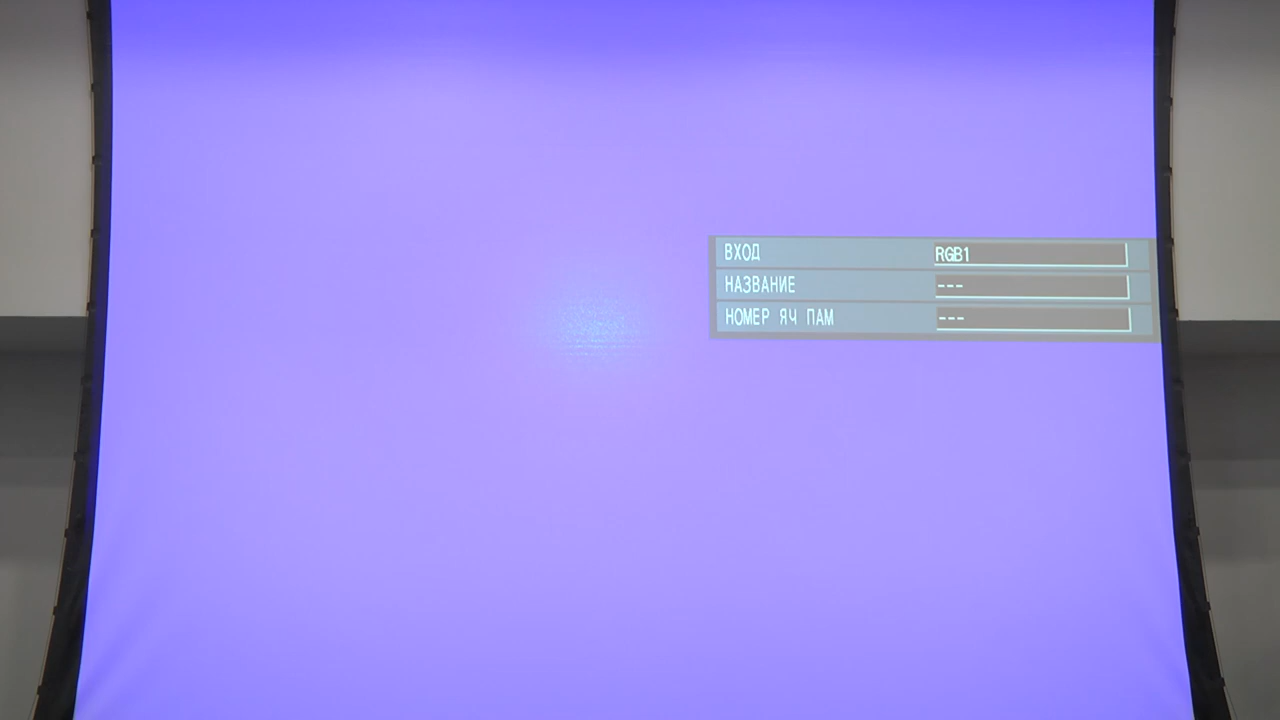 ВХОД RGB1
НАЗВАНИЕ ---
НОМЕР ЯЧ ПАМ ---